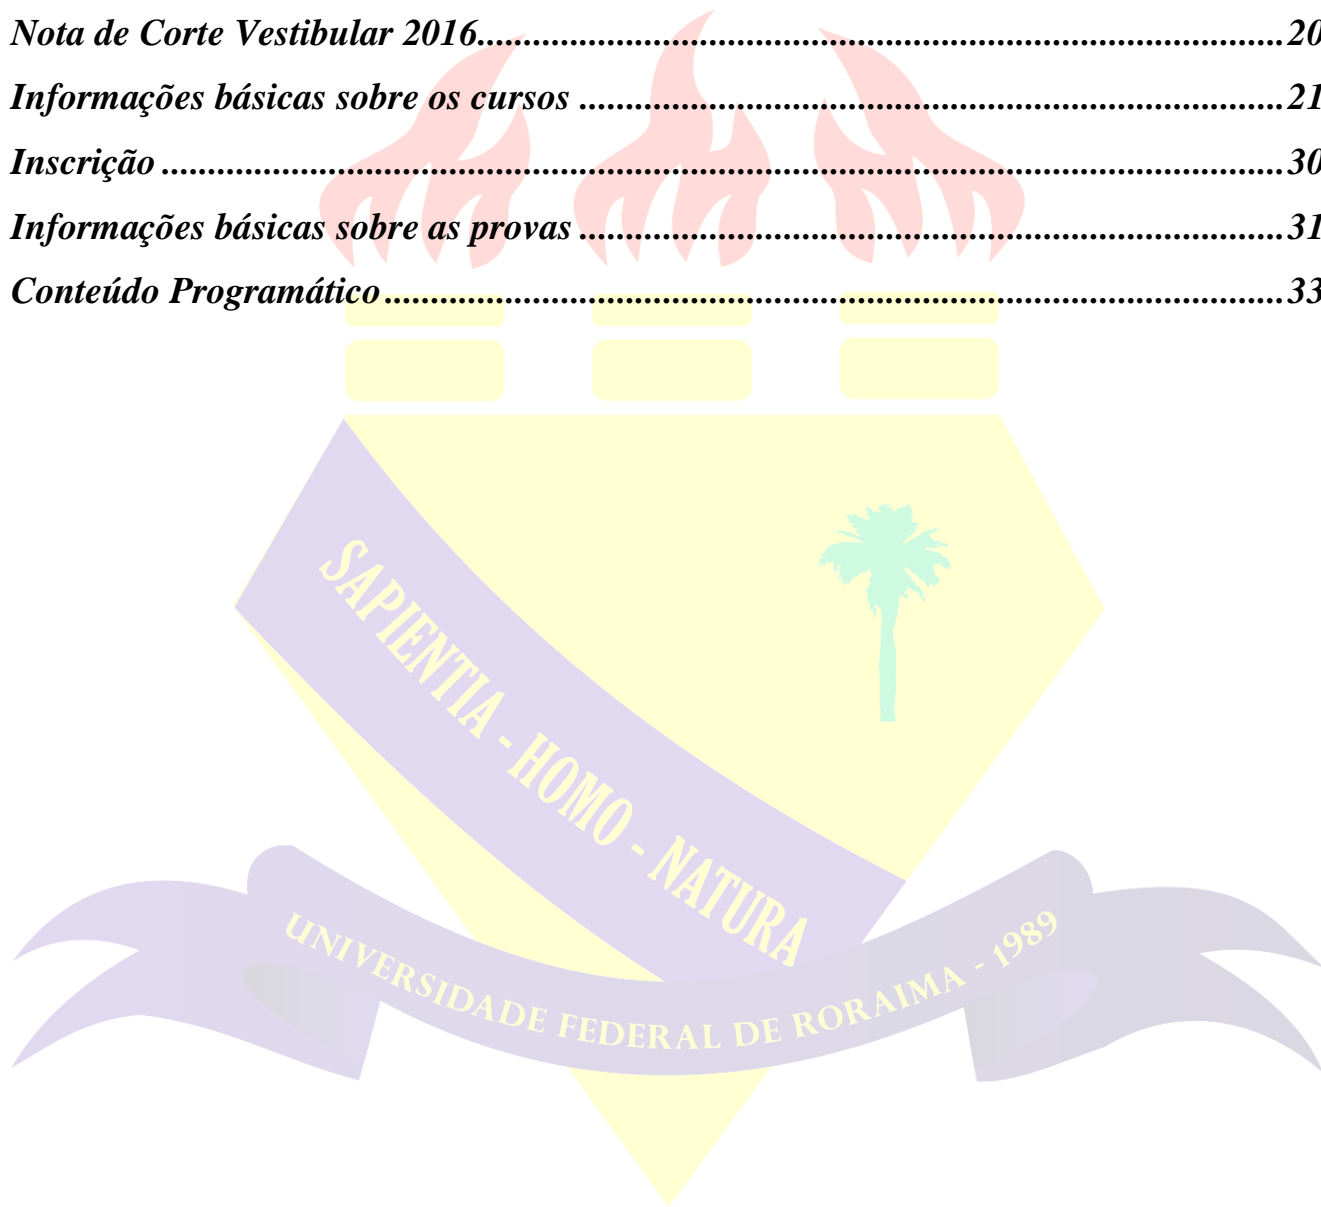 Nota de Corte Vestibular 2016......................................................................................20
Informações básicas sobre os cursos ...........................................................................21
Inscrição ........................................................................................................................30
Informações básicas sobre as provas ...........................................................................31
Conteúdo Programático................................................................................................33
SAPIENTIA - HOMO - NATURA
UNIVERSIDADE FEDERAL DE RORAIMA - 1989